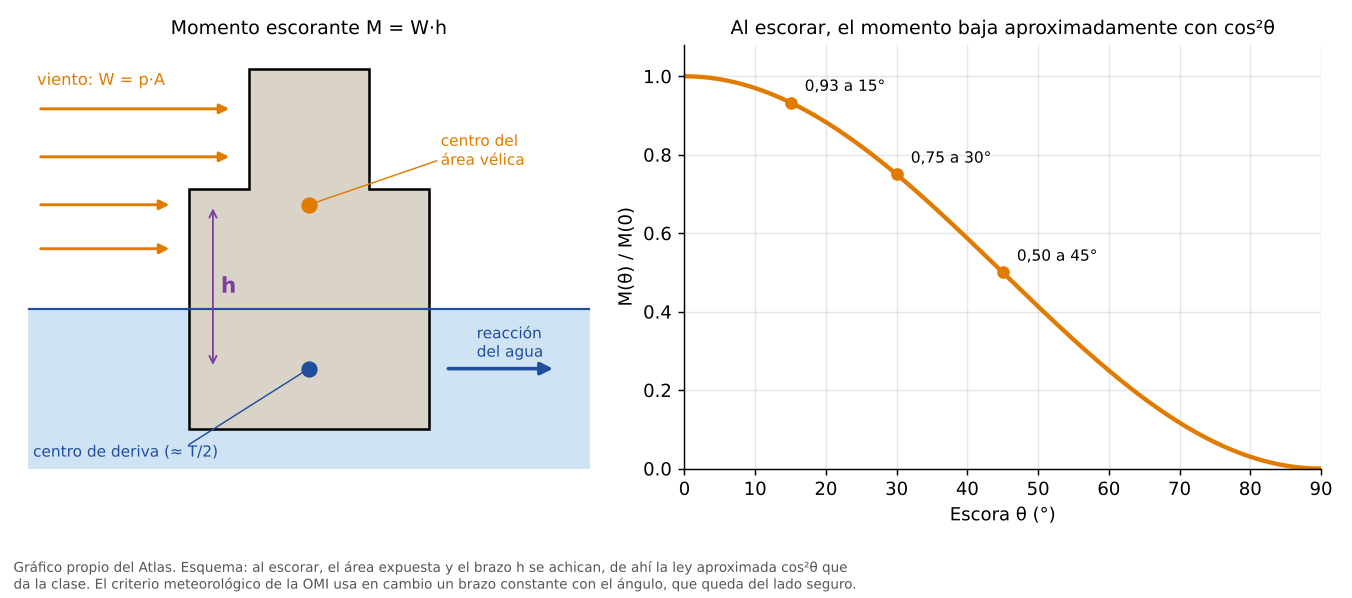 Momento escorante M = W·h
viento: W = p·A
centro del
área vélica
h
reacción
del agua
centro de deriva (≈ T/2)
Al escorar, el momento baja aproximadamente con cos²θ
M(θ) / M(0)
1.0
0.8
0.6
0.4
0.2
0.0
0,93 a 15°
0,75 a 30°
0,50 a 45°
0 10 20 30 40 50 60 70 80 90
Escora θ (°)
Gráfico propio del Atlas. Esquema: al escorar, el área expuesta y el brazo h se achican, de ahí la ley aproximada cos²θ que
da la clase. El criterio meteorológico de la OMI usa en cambio un brazo constante con el ángulo, que queda del lado seguro.